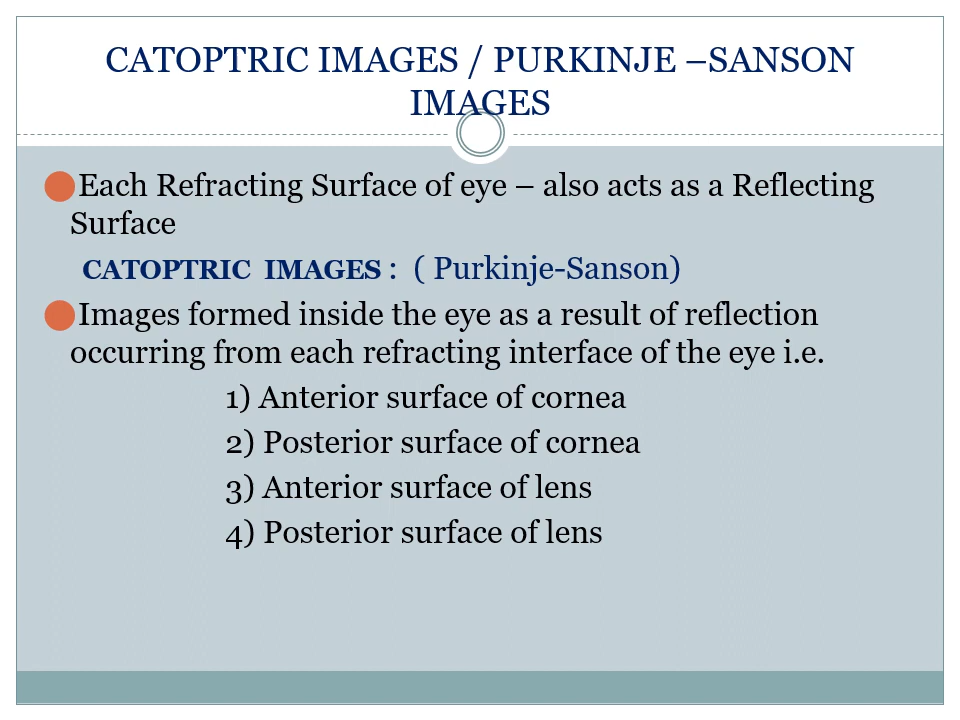 CATOPTRIC IMAGES / PURKINJE –SANSON
IMAGES
Each Refracting Surface of eye – also acts as a Reflecting
Surface
CATOPTRIC IMAGES : ( Purkinje-Sanson)
Images formed inside the eye as a result of reflection
occurring from each refracting interface of the eye i.e.
1) Anterior surface of cornea
2) Posterior surface of cornea
3) Anterior surface of lens
4) Posterior surface of lens